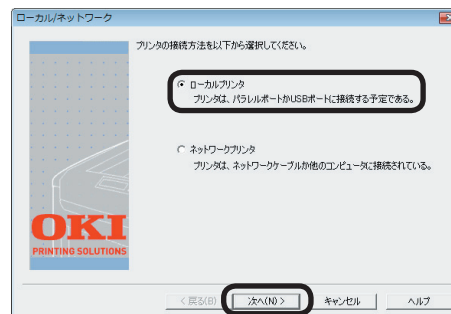 ローカル/ネットワーク
プリンタの接続方法を以下から選択してください。
ローカルプリンタ
プリンタは、パラレルポートかUSBポートに接続する予定である。
ネットワークプリンタ
プリンタは、ネットワークケーブルか他のコンピュータに接続されている。
OKI
PRINTING SOLUTIONS
< 戻る(B)
次へ(N) >
キャンセル
ヘルプ